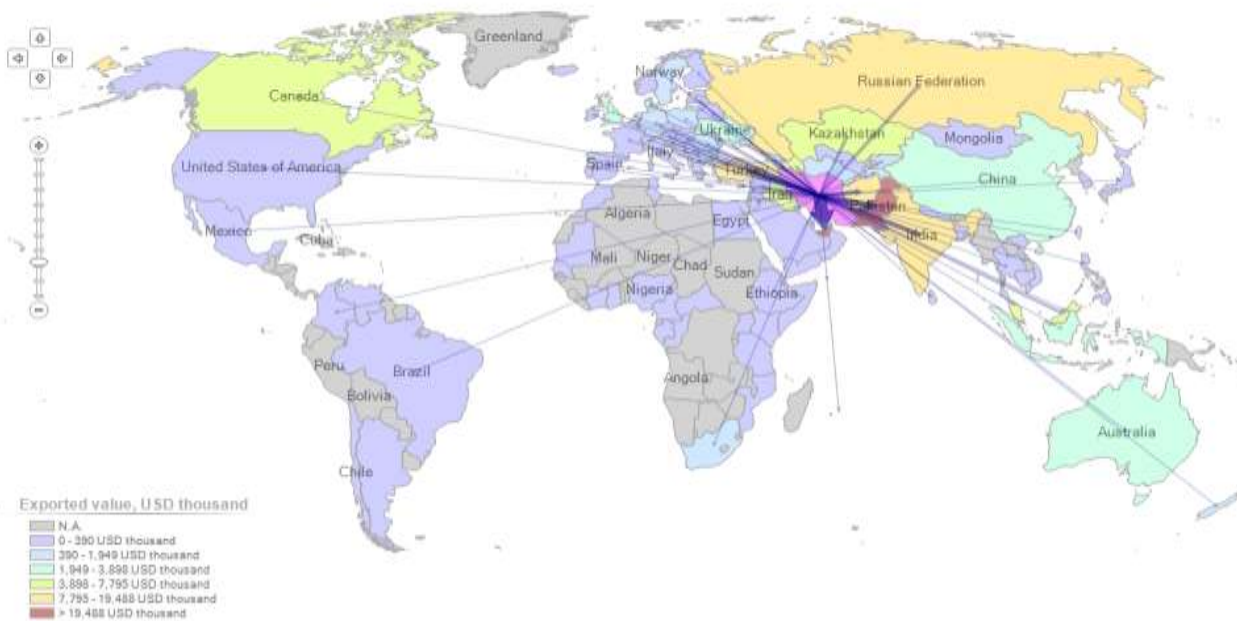 Greenland
Norway
Russian Federation
Canada
Ukraine
Kazakhstan
Mongolia
Italy
United States of America
Spain
Turkey
China
Iraq
Pakistan
Algeria
Egypt
India
Mexico
Cuba
Mali
Niger
Chad
Sudan
Nigeria
Ethiopia
Peru
Brazil
Angola
Bolivia
Australia
Chile
Exported value, USD thousand
N.A.
0 - 390 USD thousand
390 - 1,949 USD thousand
1,949 - 3,898 USD thousand
3,898 - 7,795 USD thousand
7,795 - 19,488 USD thousand
> 19,488 USD thousand